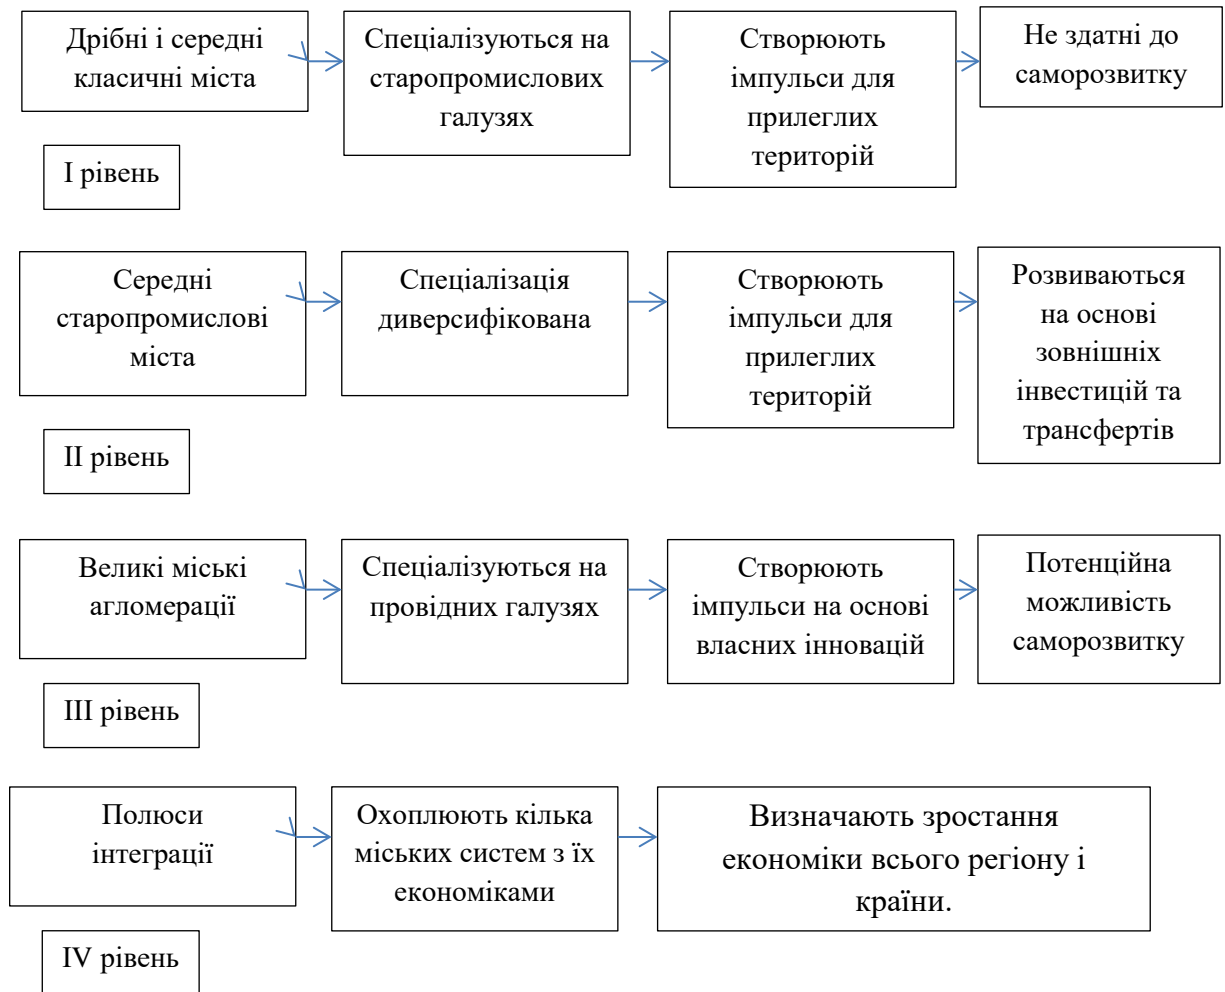 Дрібні і середні
класичні міста
Спеціалізуються на
старопромислових
галузях
Створюють
імпульси для
прилеглих
територій
Не здатні до
саморозвитку
I рівень
Середні
старопромислові
міста
Спеціалізація
диверсифікована
Створюють
імпульси для
прилеглих
територій
Розвиваються
на основі
зовнішніх
інвестицій та
трансфертів
II рівень
Великі міські
агломерації
Спеціалізуються на
провідних галузях
Створюють
імпульси на основі
власних інновацій
Потенційна
можливість
саморозвитку
III рівень
Полюси
інтеграції
Охоплюють кілька
міських систем з їх
економіками
Визначають зростання
економіки всього регіону і
країни.
IV рівень